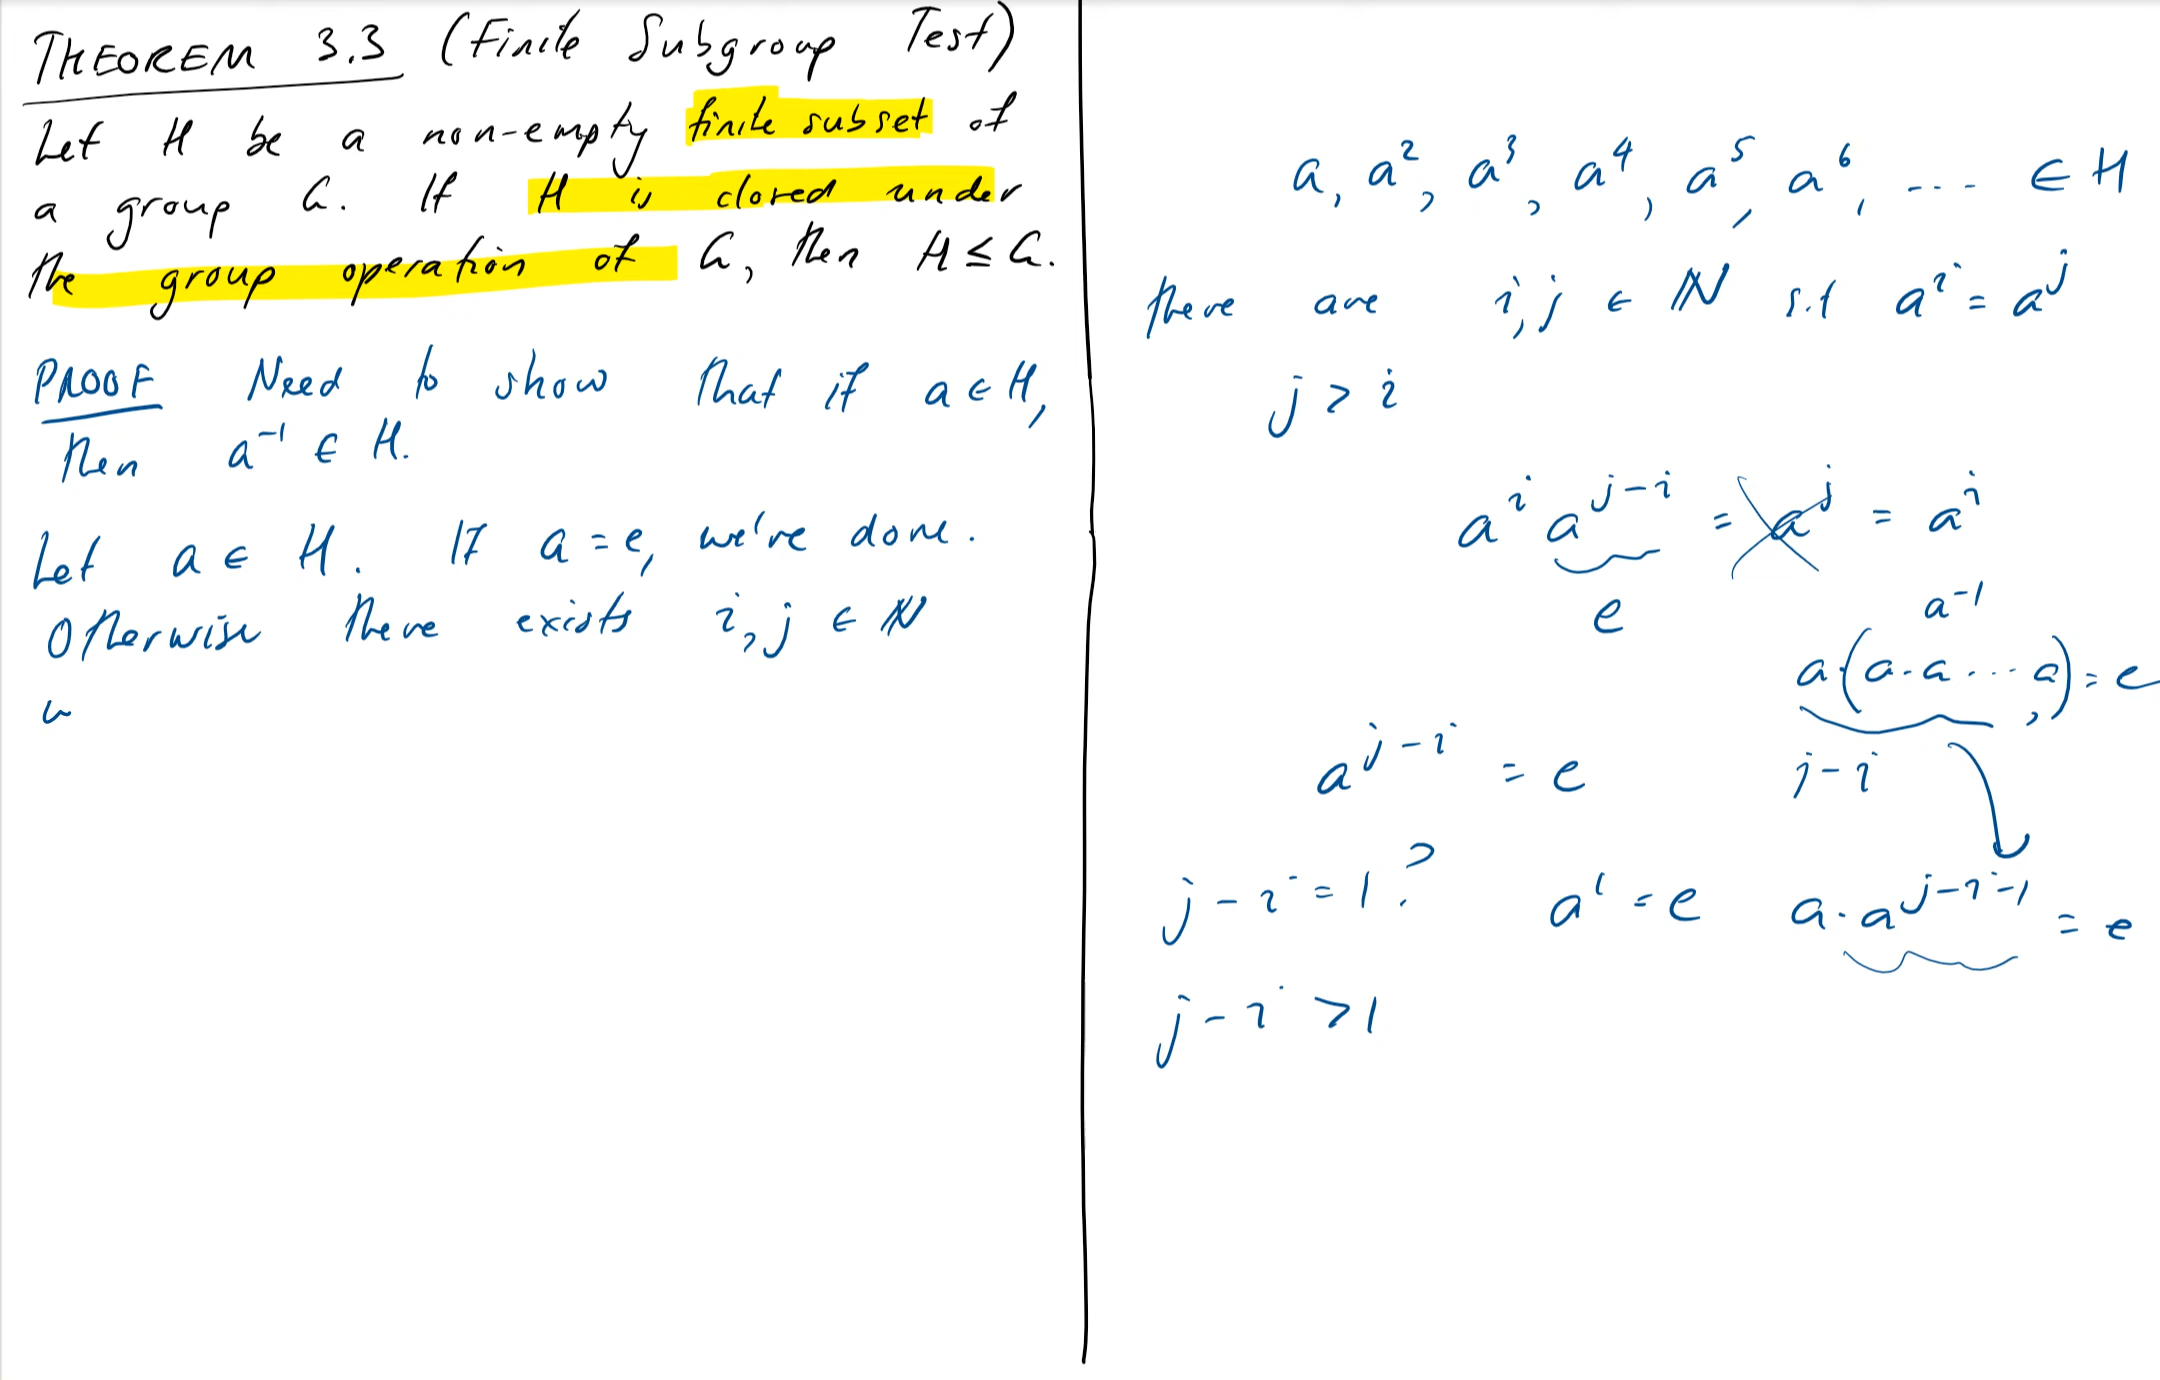 THEOREM 3.3 (Finite Subgroup Test)
Let H be a non-empty finite subset of
a group G. If H is closed under
the group operation of G, then H ≤ G.
PROOF Need to show that if a ∈ H,
then a⁻¹ ∈ H.
Let a ∈ H. If a = e, we're done.
Otherwise there exists i, j ∈ ℕ
a, a², a³, a⁴, a⁵, a⁶, ... ∈ H
there are i, j ∈ ℕ s.t aⁱ = aʲ
j > i
aⁱ aʲ⁻ⁱ = aʲ = aⁱ
e
a⁻¹
a(a·a...a) = e
j-i
aʲ⁻ⁱ = e
j-i = 1? a¹ = e a·aʲ⁻ⁱ⁻¹ = e
j-i > 1